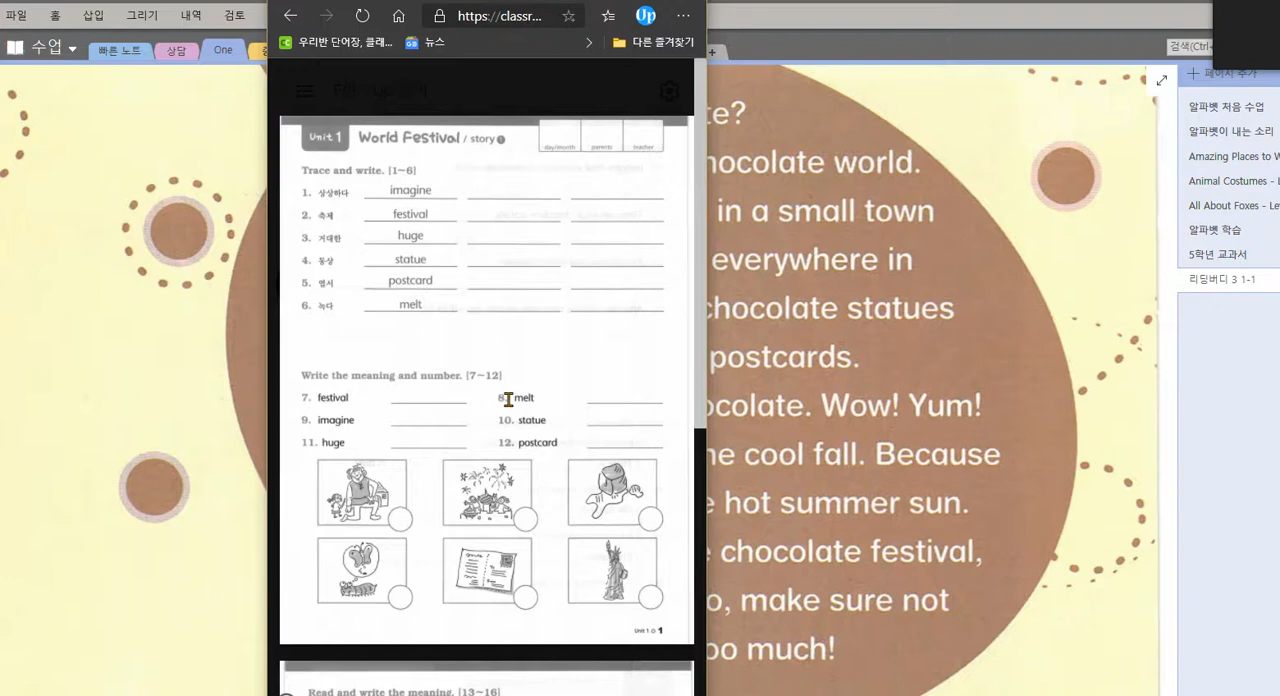 파일 홈 삽입 그리기 내역 검토
수업
빠른 노트 상담 One
https://classr...
Up
우리반 단어장, 클래... 뉴스 다른 즐겨찾기
검색(Ctrl+
페이지 추가
알파벳 처음 수업
알파벳이 내는 소리
Amazing Places to W
Animal Costumes - Le
All About Foxes - Le
알파벳 학습
5학년 교과서
리딩버디 3 1-1
Unit 1 World Festival / story 1
day/month parents teacher
Trace and write. [1~6]
1. 상상하다 imagine
2. 축제 festival
3. 거대한 huge
4. 동상 statue
5. 엽서 postcard
6. 녹다 melt
Write the meaning and number. [7~12]
7. festival 8. melt
9. imagine 10. statue
11. huge 12. postcard
Unit 1 1
Read and write the meaning. [13~16]
te?
hocolate world.
in a small town
everywhere in
chocolate statues
postcards.
ocolate. Wow! Yum!
he cool fall. Because
e hot summer sun.
e chocolate festival,
o, make sure not
oo much!